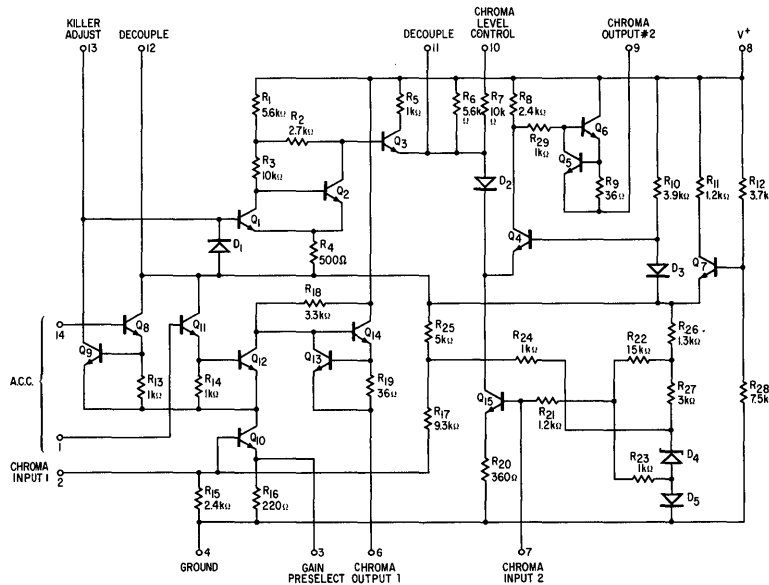 KILLER
ADJUST
13
DECOUPLE
12
DECOUPLE
11
CHROMA
LEVEL
CONTROL
10
CHROMA
OUTPUT #2
9
V+
8
R1
5.6kΩ
R2
2.7kΩ
R3
10kΩ
R5
1kΩ
Q3
R6
5.6k
Ω
R7
10k
Ω
R8
2.4kΩ
R29
1kΩ
Q6
Q5
R9
36Ω
R10
3.9kΩ
R11
1.2kΩ
R12
3.7k
Q2
Q1
D1
R4
500Ω
D2
Q4
D3
Q7
R18
3.3kΩ
14
Q8
Q11
Q14
R25
5kΩ
R24
1kΩ
R22
15kΩ
R26
1.3kΩ
Q9
Q12
Q13
A.C.C.
R13
1kΩ
R14
1kΩ
R19
36Ω
R17
9.3kΩ
Q15
R21
1.2kΩ
R27
3kΩ
R28
7.5k
1
Q10
CHROMA
INPUT 1
2
R23
1kΩ
D4
D5
R15
2.4kΩ
R16
220Ω
R20
360Ω
4
GROUND
3
GAIN
PRESELECT
6
CHROMA
OUTPUT 1
7
CHROMA
INPUT 2